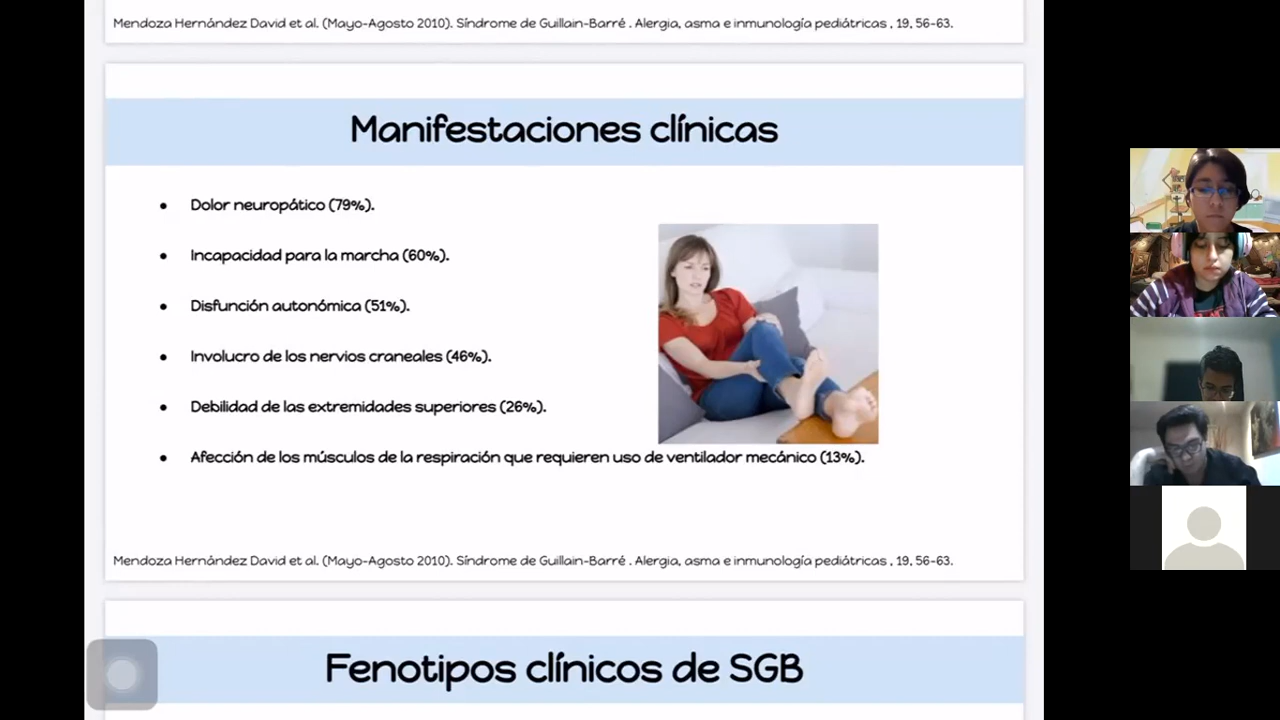 Mendoza Hernández David et al. (Mayo-Agosto 2010). Síndrome de Guillain-Barré . Alergia, asma e inmunología pediátricas , 19, 56-63.
Manifestaciones clínicas
• Dolor neuropático (79%).
• Incapacidad para la marcha (60%).
• Disfunción autonómica (51%).
• Involucro de los nervios craneales (46%).
• Debilidad de las extremidades superiores (26%).
• Afección de los músculos de la respiración que requieren uso de ventilador mecánico (13%).
Mendoza Hernández David et al. (Mayo-Agosto 2010). Síndrome de Guillain-Barré . Alergia, asma e inmunología pediátricas , 19, 56-63.
Fenotipos clínicos de SGB